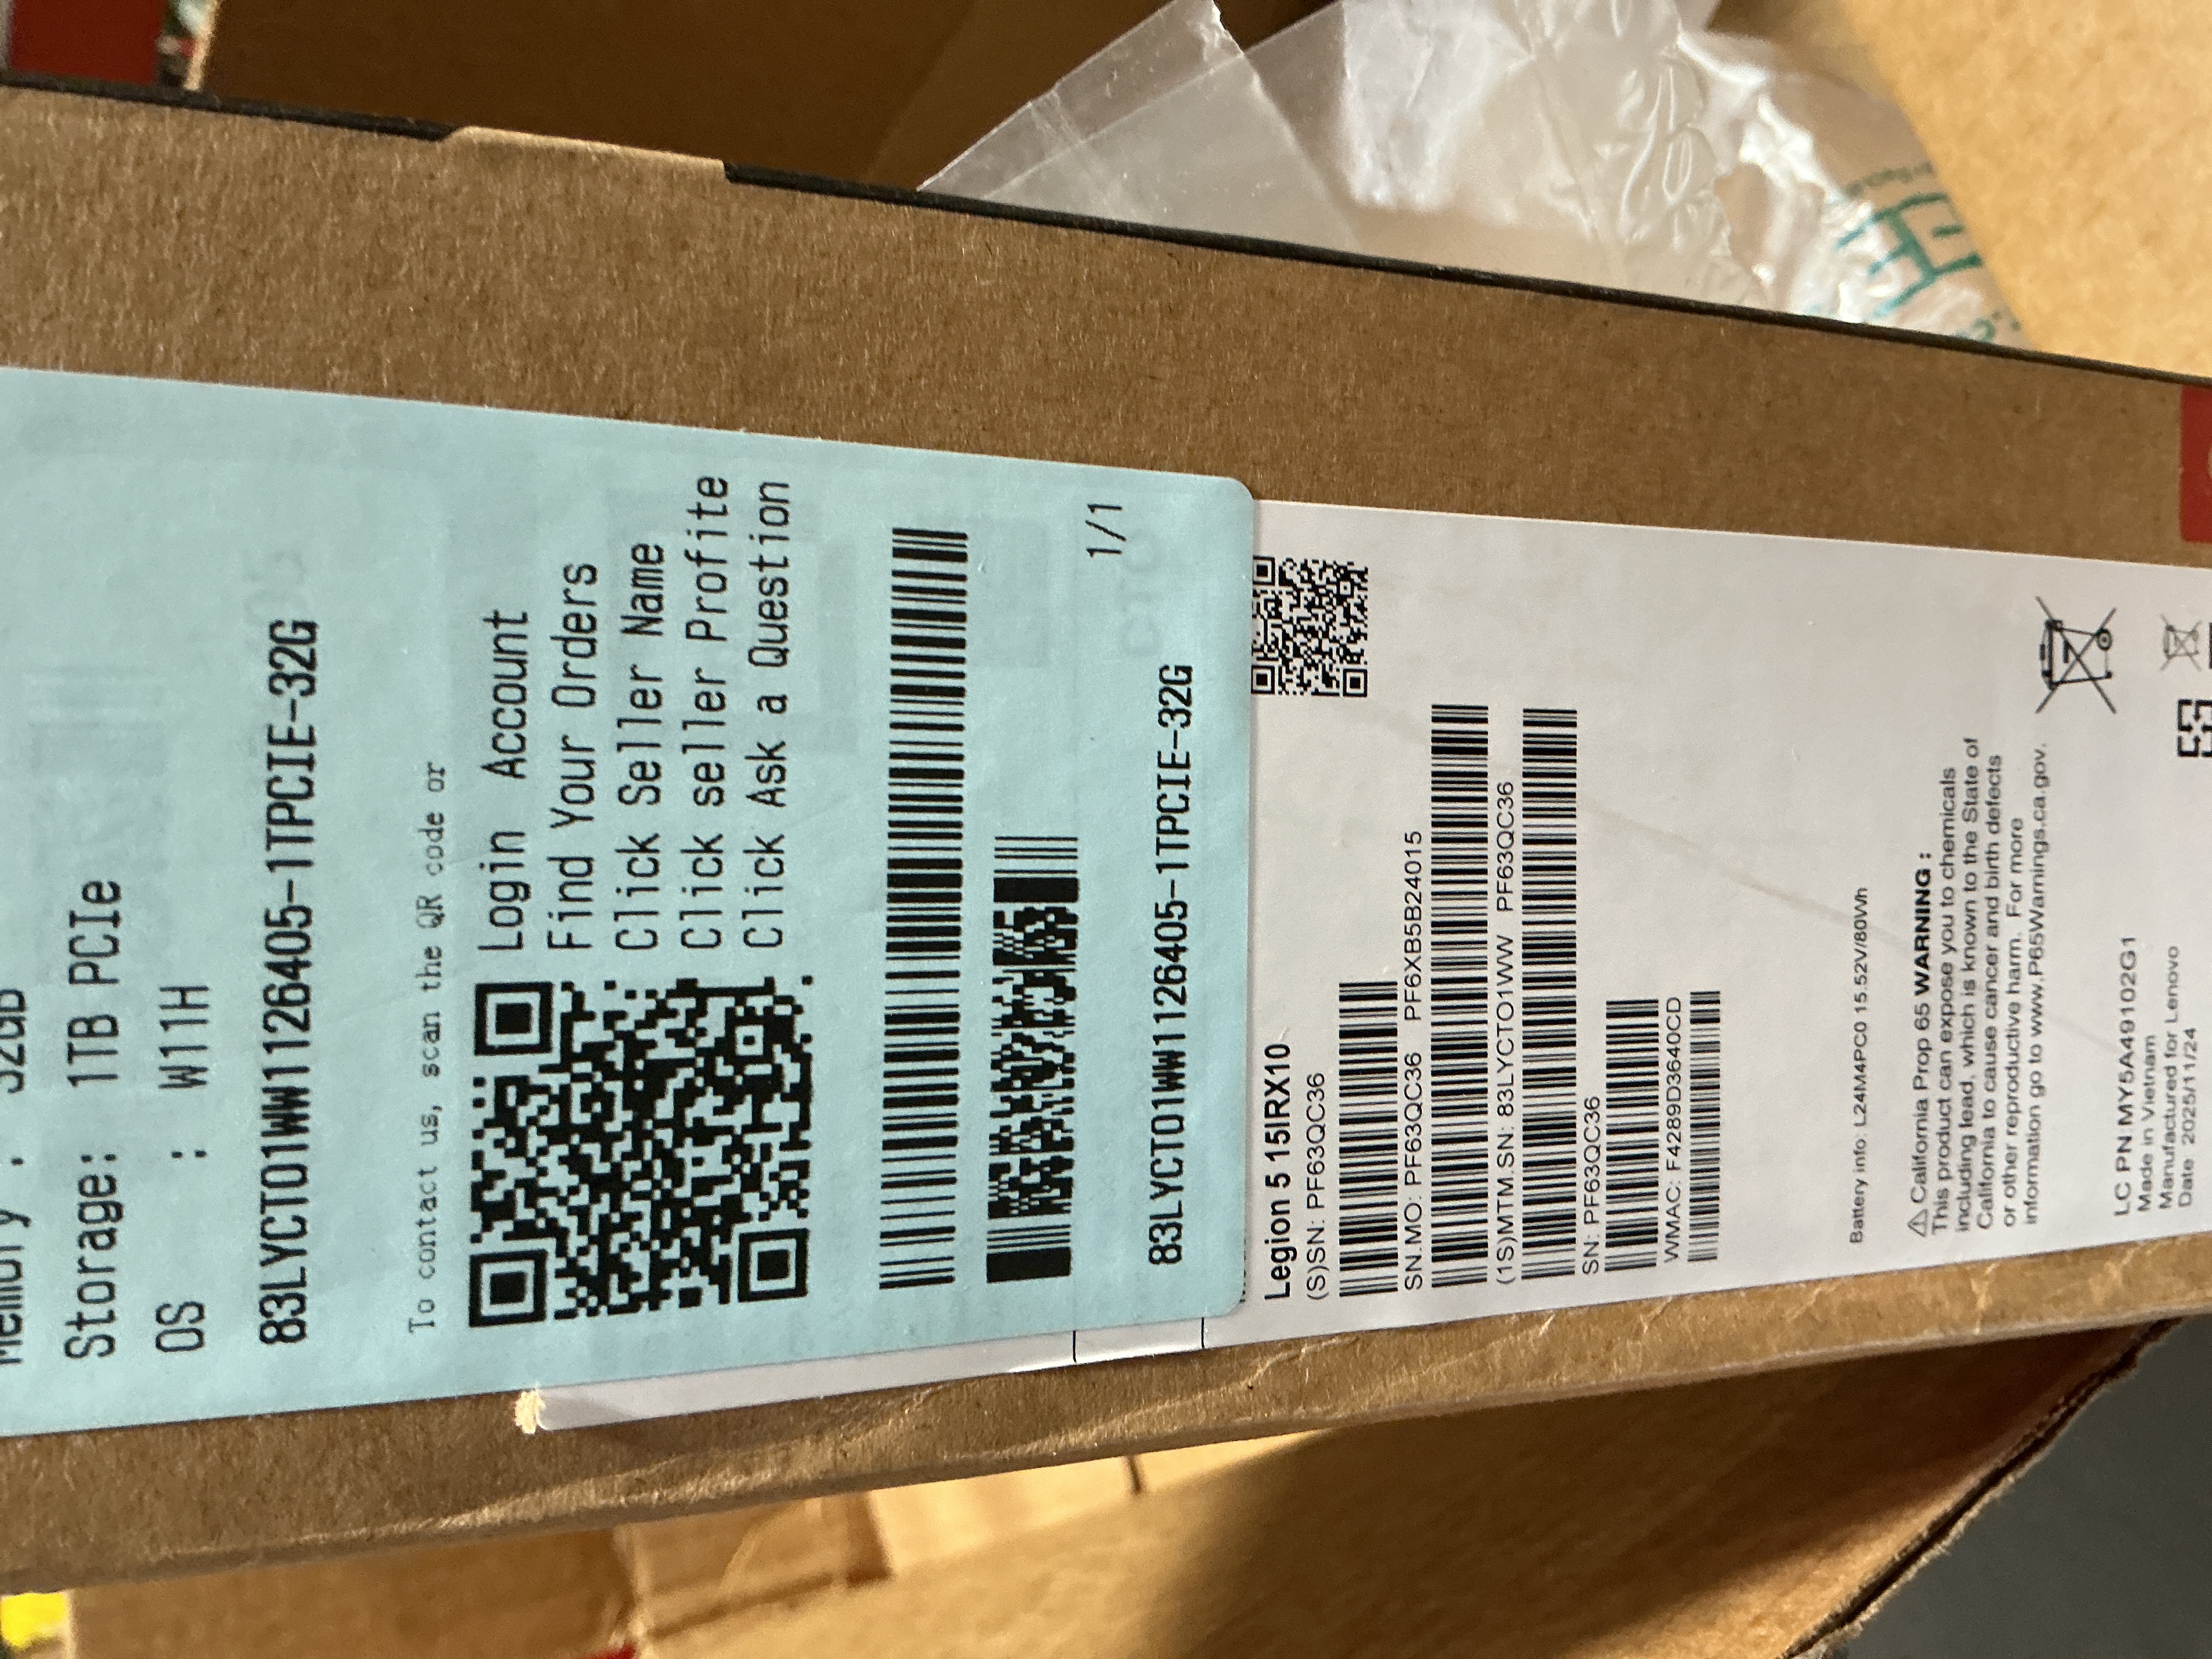 Storage: 1TB PCIe
OS : W11H
83LYCTO1WW1126405-1TPCIE-32G
To contact us, scan the QR code or
Login Account
Find Your Orders
Click Seller Name
Click seller Profite
Click Ask a Question
1/1
83LYCTO1WW1126405-1TPCIE-32G
Legion 5 15IRX10
(S)SN: PF63QC36
SN.MO: PF63QC36 PF6XB5B24015
(1S)MTM.SN: 83LYCTO1WW PF63QC36
SN: PF63QC36
WMAC: F4289D3640CD
Battery info: L24M4PC0 15.52V/80Wh
⚠ California Prop 65 WARNING :
This product can expose you to chemicals
including lead, which is known to the State of
California to cause cancer and birth defects
or other reproductive harm. For more
information go to www.P65Warnings.ca.gov.
LC PN MY5A49102G1
Made in Vietnam
Manufactured for Lenovo
Date 2025/11/24